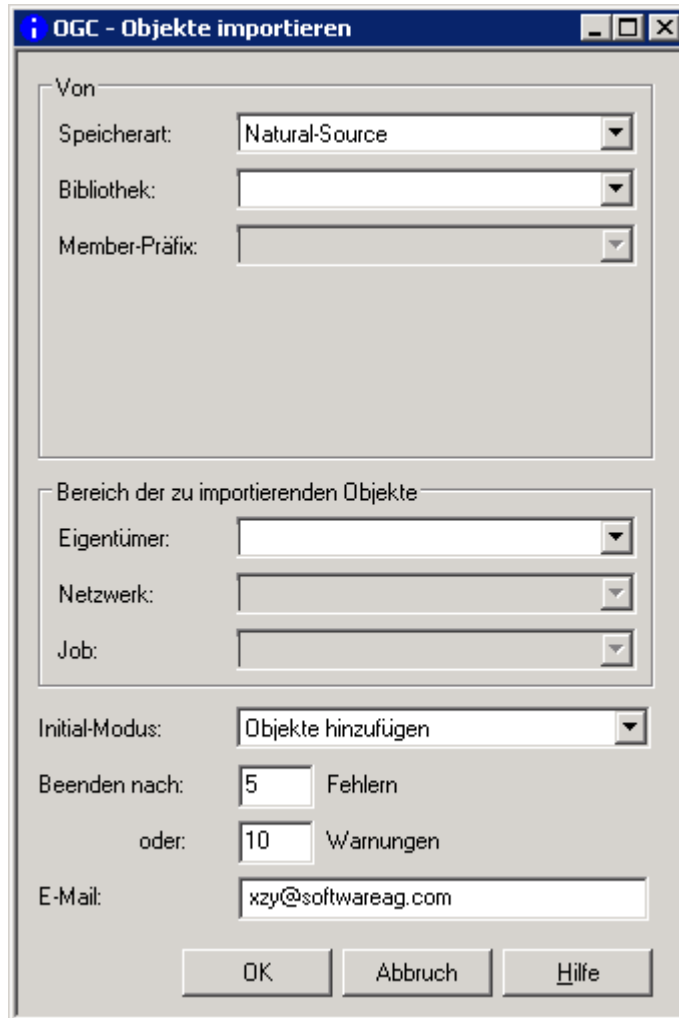 OGC - Objekte importieren
Von
Speicherart: Natural-Source
Bibliothek:
Member-Präfix:
Bereich der zu importierenden Objekte
Eigentümer:
Netzwerk:
Job:
Initial-Modus: Objekte hinzufügen
Beenden nach: 5 Fehlern
oder: 10 Warnungen
E-Mail: xzy@softwareag.com
OK Abbruch Hilfe